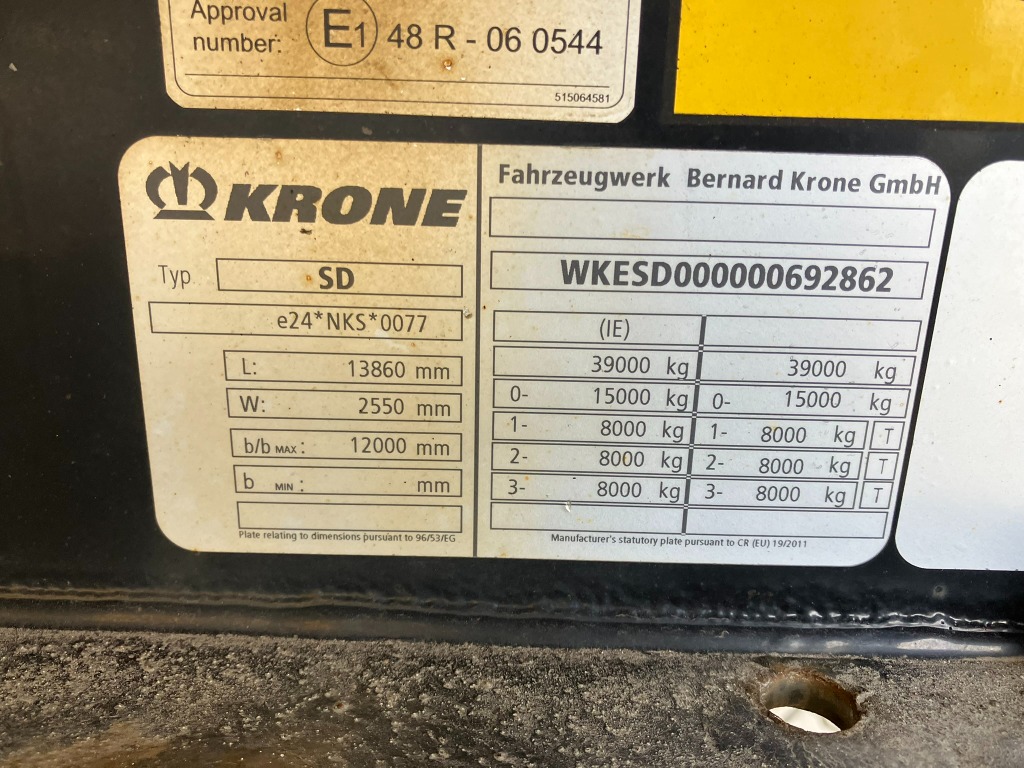 Approval
number: E1 48 R - 06 0544
515064581
KRONE
Typ SD
e24*NKS*0077
L: 13860 mm
W: 2550 mm
b/b MAX : 12000 mm
b MIN : mm
Plate relating to dimensions pursuant to 96/53/EG
Fahrzeugwerk Bernard Krone GmbH
WKESD000000692862
(IE)
39000 kg 39000 kg
0- 15000 kg 0- 15000 kg
1- 8000 kg 1- 8000 kg T
2- 8000 kg 2- 8000 kg T
3- 8000 kg 3- 8000 kg T
Manufacturer's statutory plate pursuant to CR (EU) 19/2011